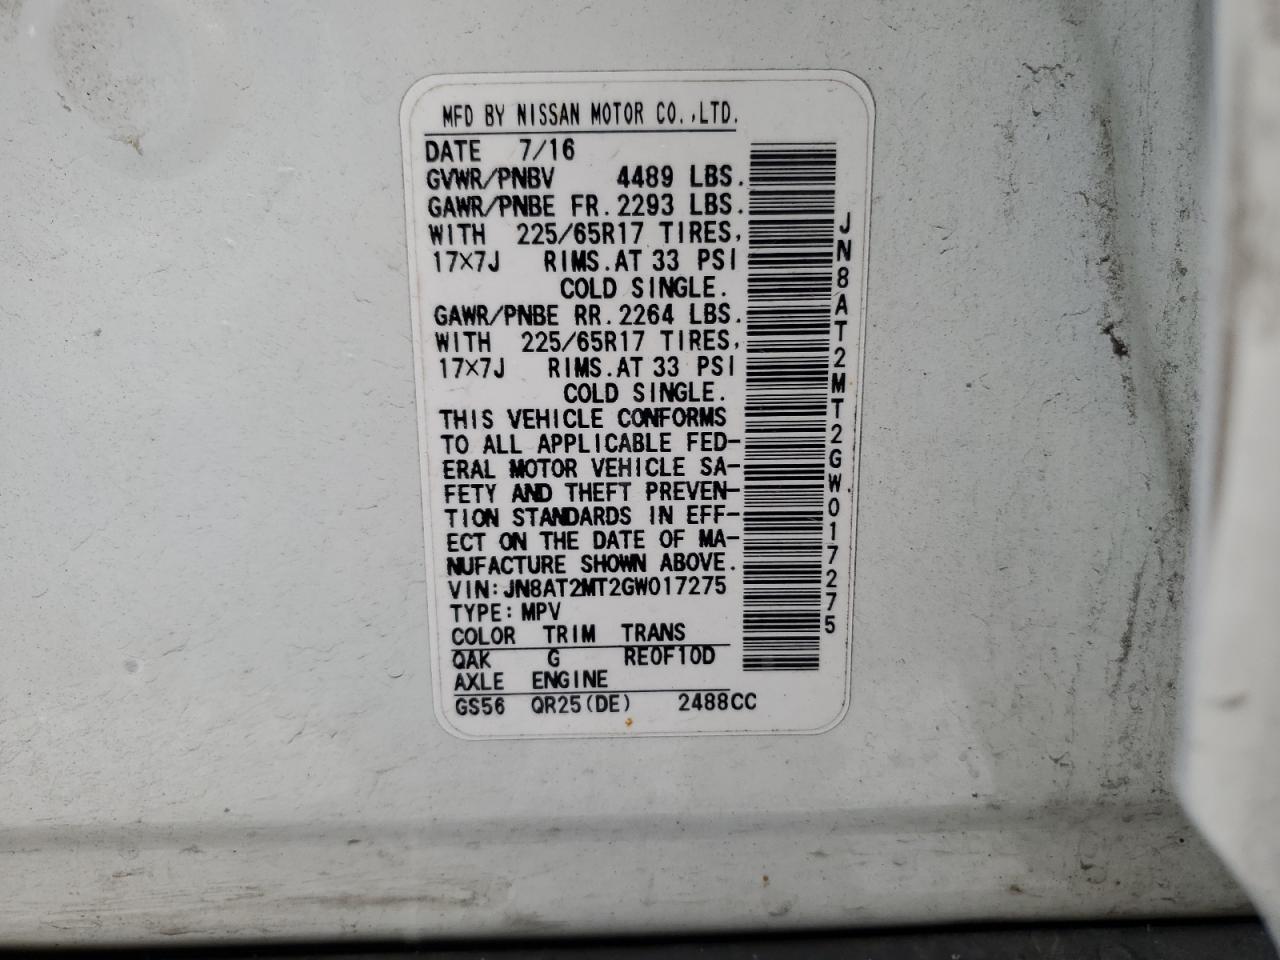 MFD BY NISSAN MOTOR CO.,LTD.
DATE 7/16
GVWR/PNBV 4489 LBS.
GAWR/PNBE FR.2293 LBS.
WITH 225/65R17 TIRES,
17×7J RIMS.AT 33 PSI
COLD SINGLE.
GAWR/PNBE RR.2264 LBS.
WITH 225/65R17 TIRES,
17×7J RIMS.AT 33 PSI
COLD SINGLE.
THIS VEHICLE CONFORMS
TO ALL APPLICABLE FED-
ERAL MOTOR VEHICLE SA-
FETY AND THEFT PREVEN-
TION STANDARDS IN EFF-
ECT ON THE DATE OF MA-
NUFACTURE SHOWN ABOVE.
VIN:JN8AT2MT2GW017275
TYPE:MPV
COLOR TRIM TRANS
QAK G RE0F10D
AXLE ENGINE
GS56 QR25(DE) 2488CC
JN8AT2MT2GW017275